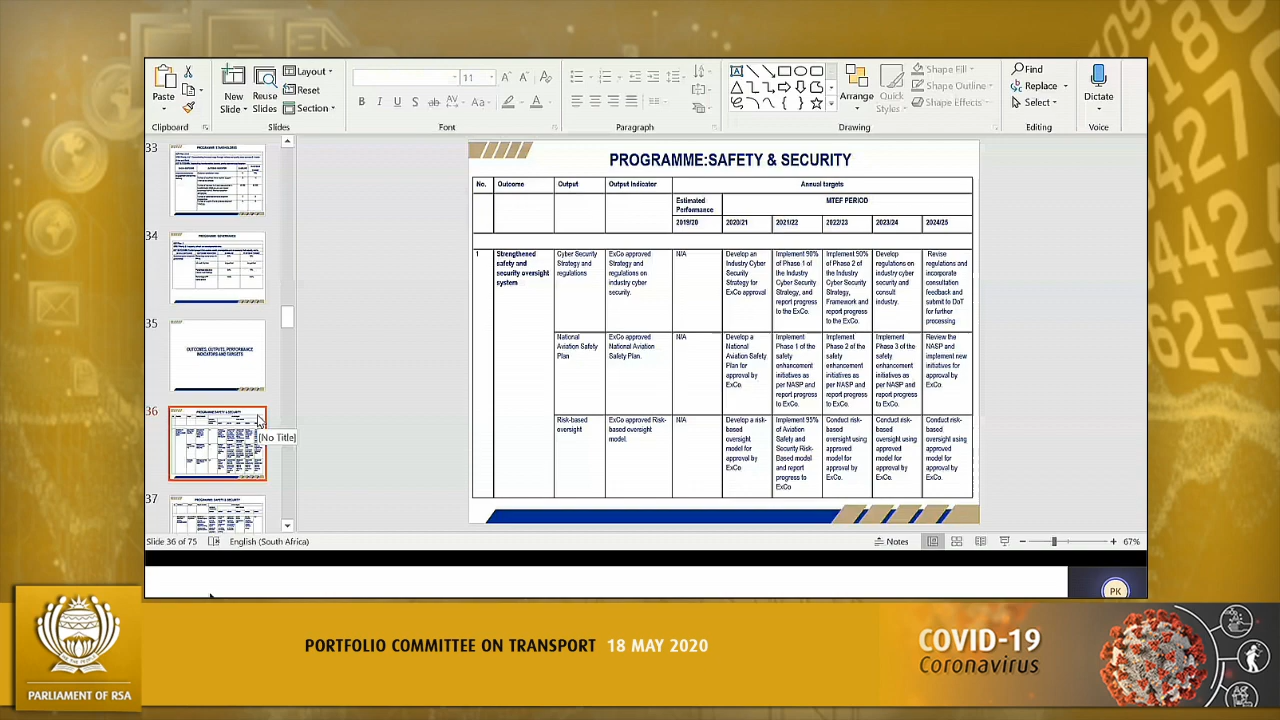 Paste
New
Slide
Reuse
Slides
Layout
Reset
Section
11
B I U S ab AV Aa A
Shape Fill
Shape Outline
Shape Effects
Arrange
Quick
Styles
Find
Replace
Select
Dictate
Clipboard
Slides
Font
Paragraph
Drawing
Editing
Voice
33
34
35
OUTCOMES, OUTPUTS, PERFORMANCE
INDICATORS AND TARGETS
36
[No Title]
37
PROGRAMME:SAFETY & SECURITY
No.
Outcome
Output
Output Indicator
Annual targets
Estimated
Performance
MTEF PERIOD
2019/20
2020/21
2021/22
2022/23
2023/24
2024/25
1
Strengthened
safety and
security oversight
system
Cyber Security
Strategy and
regulations
ExCo approved
Strategy and
regulations on
industry cyber
security.
N/A
Develop an
Industry Cyber
Security
Strategy for
ExCo approval
Implement 90%
of Phase 1 of
the Industry
Cyber Security
Strategy, and
report progress
to the ExCo.
Implement 90%
of Phase 2 of
the Industry
Cyber Security
Strategy,
Framework and
report progress
to the ExCo.
Develop
regulations on
industry cyber
security and
consult
industry.
Revise
regulations and
incorporate
consultation
feedback and
submit to DoT
for further
processing
National
Aviation Safety
Plan
ExCo approved
National Aviation
Safety Plan.
N/A
Develop a
National
Aviation Safety
Plan for
approval by
ExCo.
Implement
Phase 1 of the
safety
enhancement
initiatives as
per NASP and
report progress
to ExCo.
Implement
Phase 2 of the
safety
enhancement
initiatives as
per NASP and
report progress
to ExCo.
Implement
Phase 3 of the
safety
enhancement
initiatives as
per NASP and
report progress
to ExCo.
Review the
NASP and
implement new
initiatives for
approval by
ExCo.
Risk-based
oversight
ExCo approved Risk-
based oversight
model.
N/A
Develop a risk-
based
oversight
model for
approval by
ExCo
Implement 95%
of Aviation
Safety and
Security Risk-
Based model
and report
progress to
ExCo
Conduct risk-
based
oversight using
approved
model for
approval by
ExCo.
Conduct risk-
based
oversight using
approved
model for
approval by
ExCo.
Conduct risk-
based
oversight using
approved
model for
approval by
ExCo.
Slide 36 of 75
English (South Africa)
Notes
67%
PK
PARLIAMENT OF RSA
PORTFOLIO COMMITTEE ON TRANSPORT 18 MAY 2020
COVID-19
Coronavirus